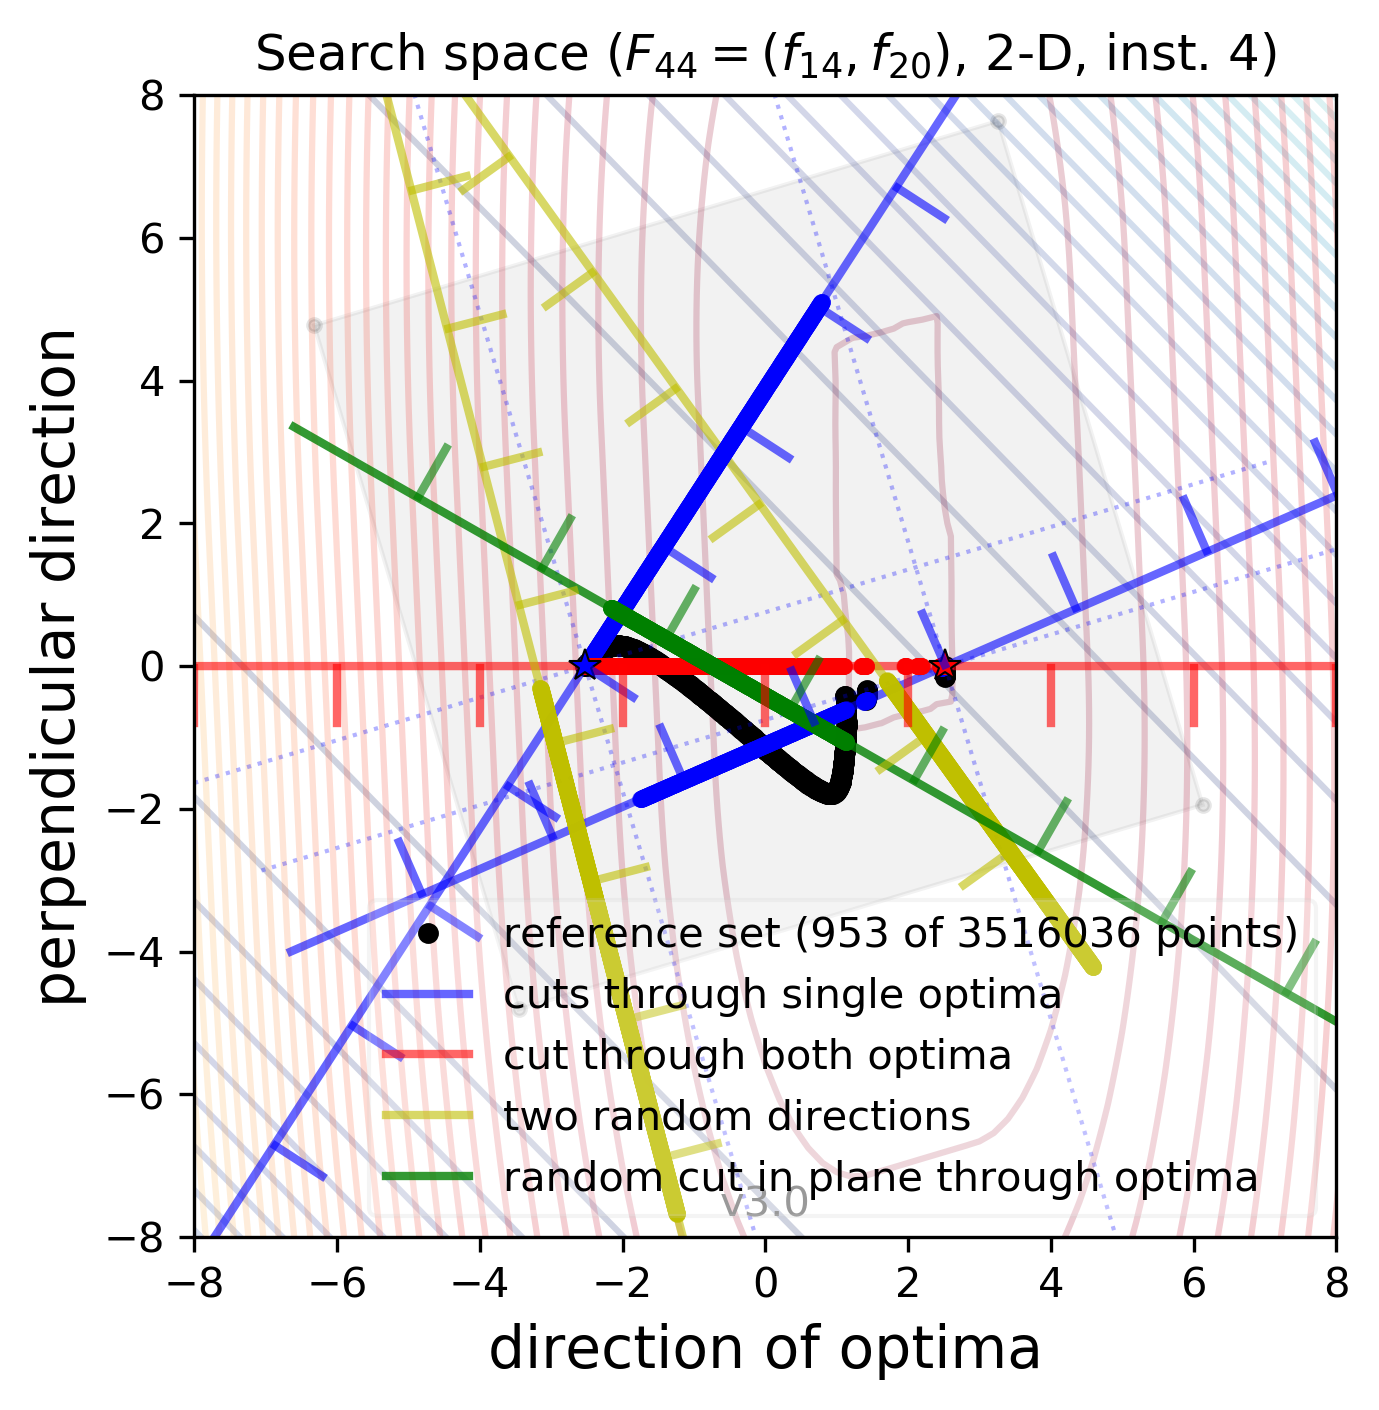 Search space (F44 = (f14, f20), 2-D, inst. 4)
perpendicular direction
8
6
4
2
0
−2
−4
−6
−8
reference set (953 of 3516036 points)
cuts through single optima
cut through both optima
two random directions
random cut in plane through optima
v3.0
−8 −6 −4 −2 0 2 4 6 8
direction of optima